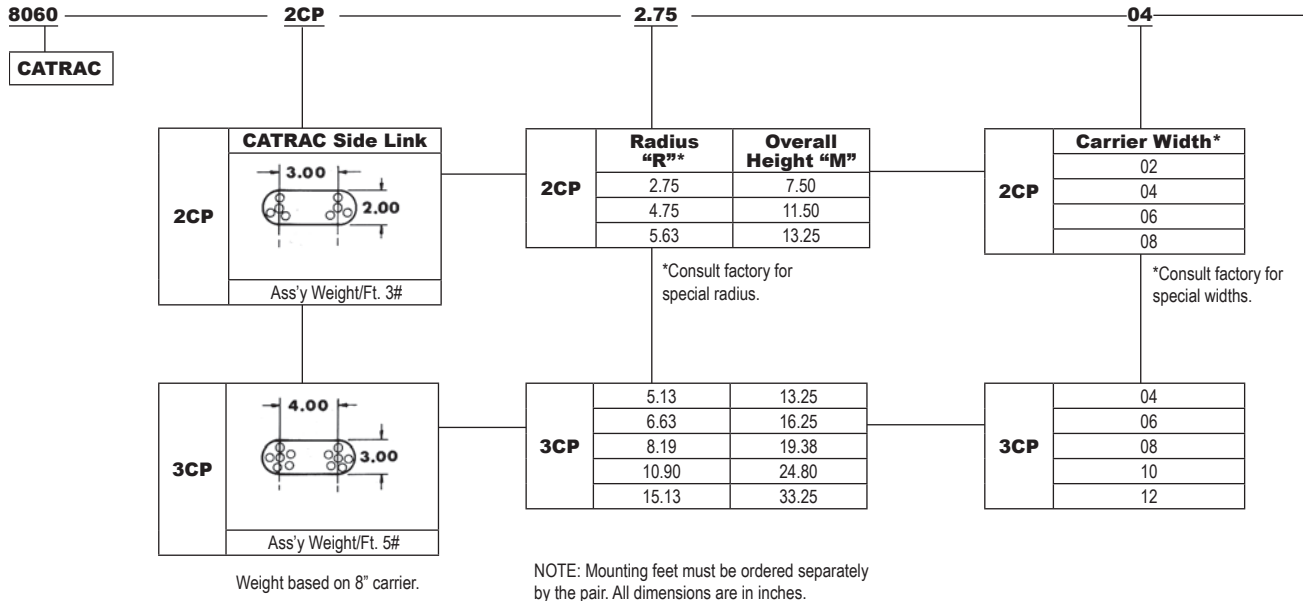 8060 2CP 2.75 04
CATRAC
2CP
CATRAC Side Link
3.00
2.00
Ass'y Weight/Ft. 3#
2CP
Radius "R"* Overall Height "M"
2.75 7.50
4.75 11.50
5.63 13.25
*Consult factory for
special radius.
2CP
Carrier Width*
02
04
06
08
*Consult factory for
special widths.
3CP
4.00
3.00
Ass'y Weight/Ft. 5#
Weight based on 8” carrier.
3CP
5.13 13.25
6.63 16.25
8.19 19.38
10.90 24.80
15.13 33.25
NOTE: Mounting feet must be ordered separately
by the pair. All dimensions are in inches.
3CP
04
06
08
10
12